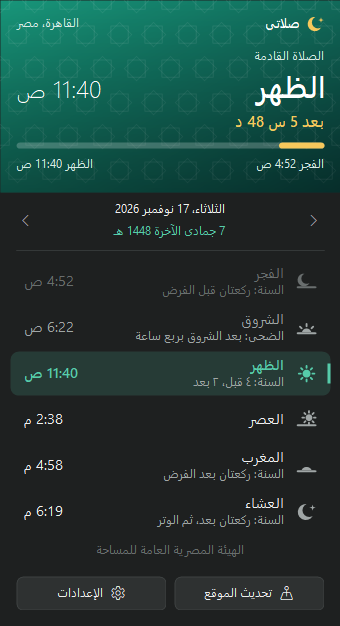 صلاتى
القاهرة، مصر
الصلاة القادمة
الظهر
11:40 ص
بعد 5 س 48 د
الفجر 4:52 ص
الظهر 11:40 ص
الثلاثاء، 17 نوفمبر 2026
7 جمادى الآخرة 1448 هـ
الفجر
السنة: ركعتان قبل الفرض
4:52 ص
الشروق
الضحى: بعد الشروق بربع ساعة
6:22 ص
الظهر
السنة: ٤ قبل، ٢ بعد
11:40 ص
العصر
2:38 م
المغرب
السنة: ركعتان بعد الفرض
4:58 م
العشاء
السنة: ركعتان بعد، ثم الوتر
6:19 م
الهيئة المصرية العامة للمساحة
تحديث الموقع
الإعدادات